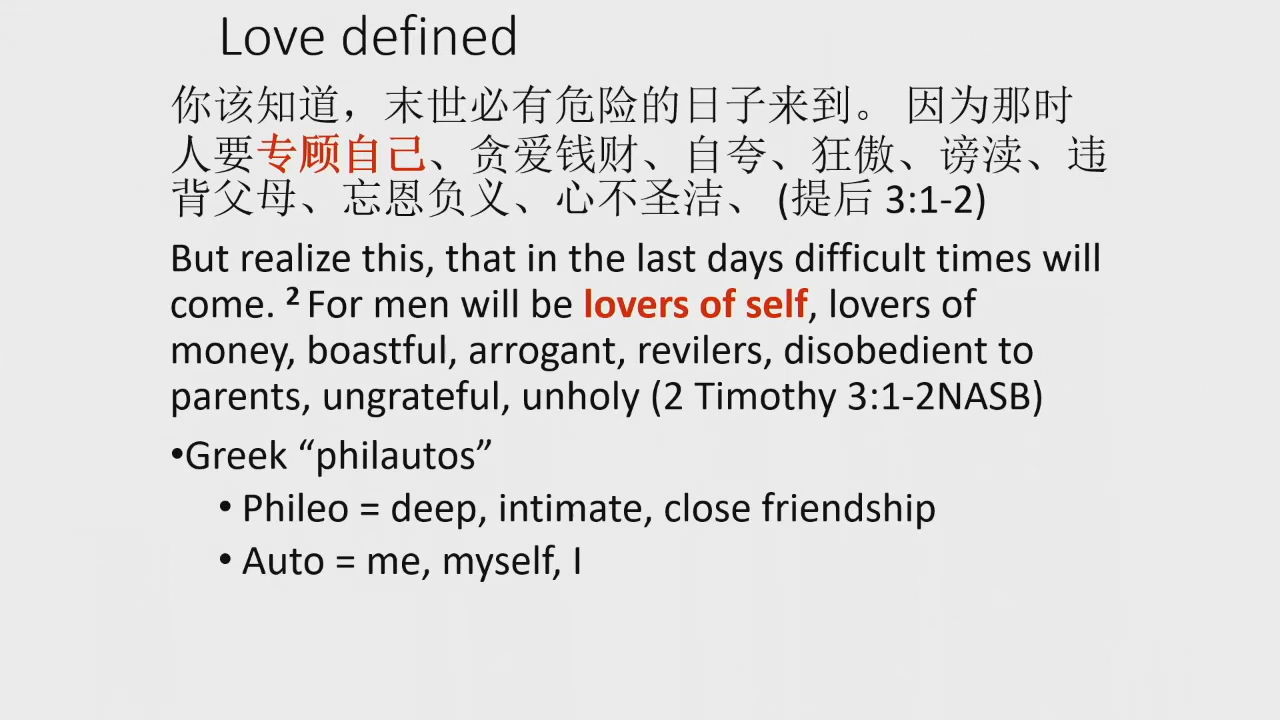 Love defined
你该知道，末世必有危险的日子来到。 因为那时
人要专顾自己、贪爱钱财、自夸、狂傲、谤渎、违
背父母、忘恩负义、心不圣洁、 (提后 3:1-2)
But realize this, that in the last days difficult times will
come. ² For men will be lovers of self, lovers of
money, boastful, arrogant, revilers, disobedient to
parents, ungrateful, unholy (2 Timothy 3:1-2NASB)
•Greek “philautos”
• Phileo = deep, intimate, close friendship
• Auto = me, myself, I